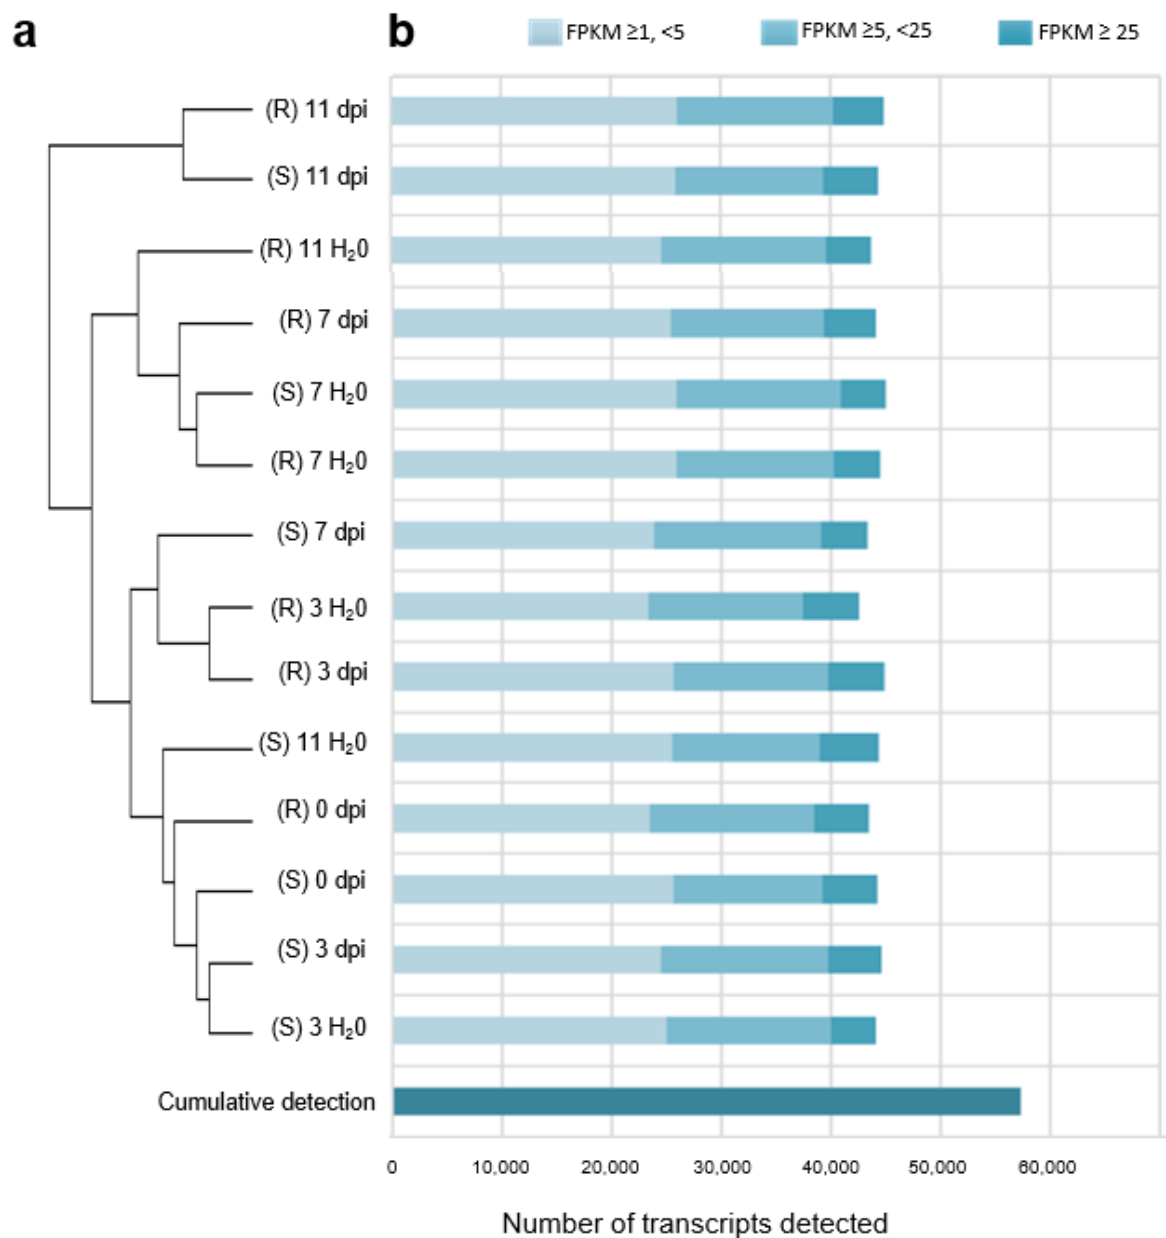 a
b
FPKM ≥1, <5
FPKM ≥5, <25
FPKM ≥ 25
(R) 11 dpi
(S) 11 dpi
(R) 11 H₂0
(R) 7 dpi
(S) 7 H₂0
(R) 7 H₂0
(S) 7 dpi
(R) 3 H₂0
(R) 3 dpi
(S) 11 H₂0
(R) 0 dpi
(S) 0 dpi
(S) 3 dpi
(S) 3 H₂0
Cumulative detection
0 10,000 20,000 30,000 40,000 50,000 60,000
Number of transcripts detected